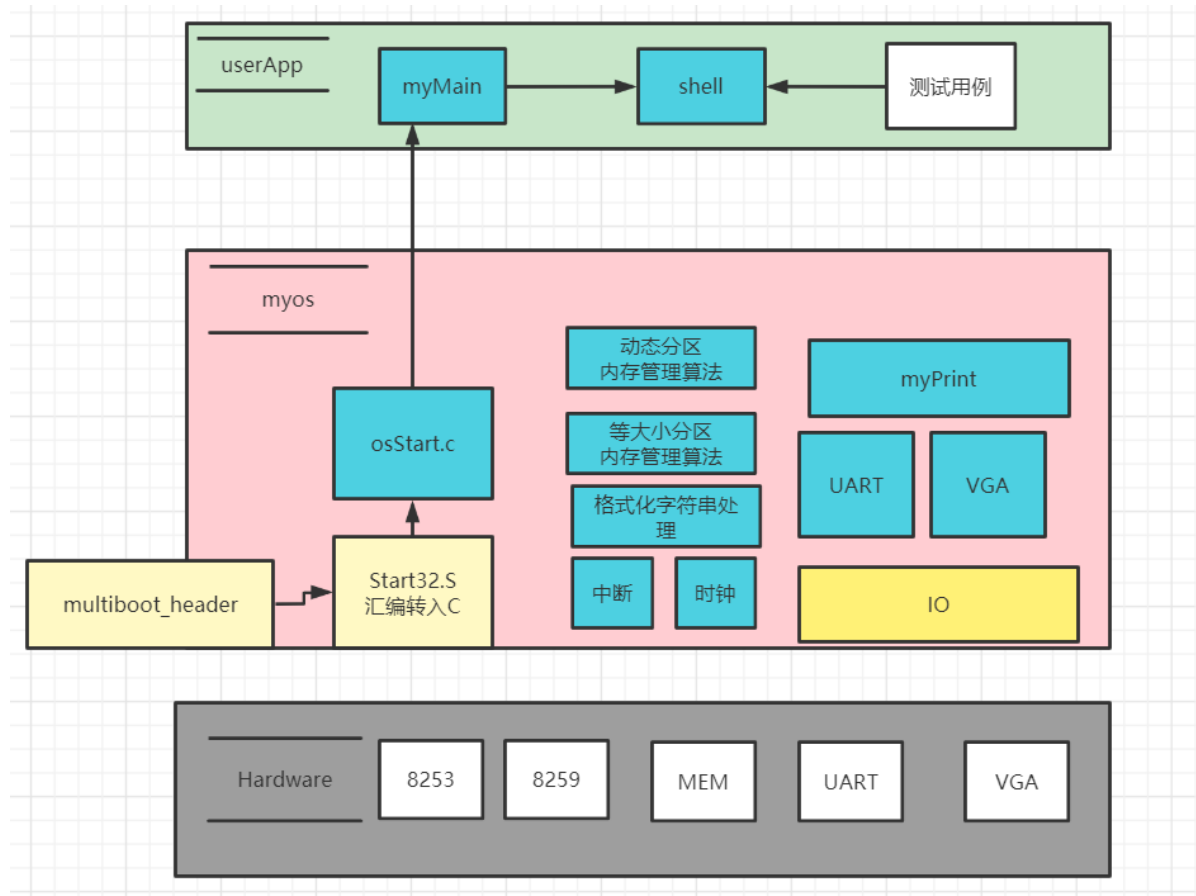 userApp
myMain
shell
测试用例
myos
动态分区
内存管理算法
myPrint
osStart.c
等大小分区
内存管理算法
UART
VGA
格式化字符串处
理
Start32.S
汇编转入C
中断
时钟
multiboot_header
IO
Hardware
8253
8259
MEM
UART
VGA